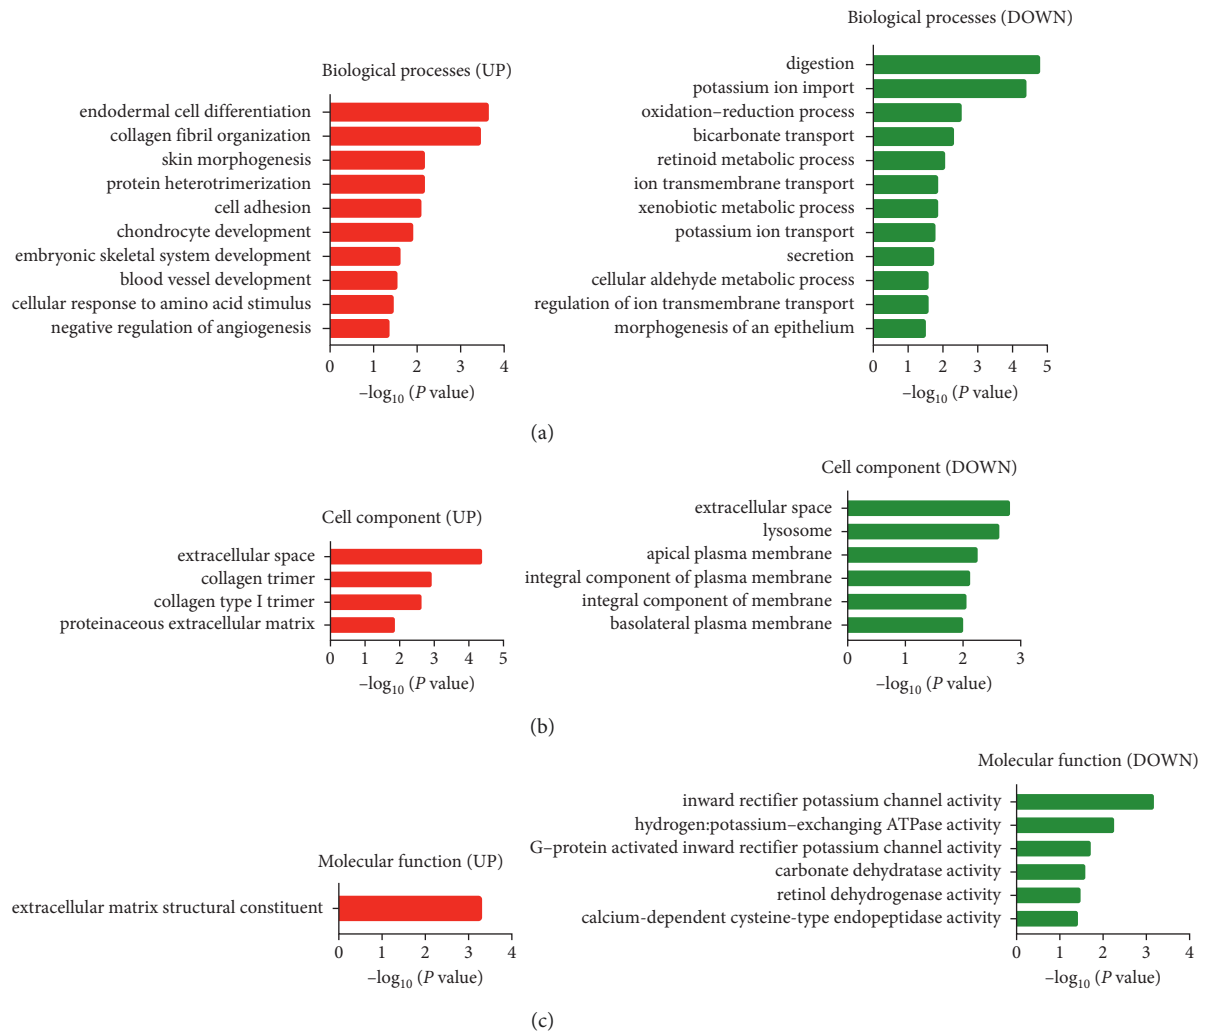 Biological processes (UP)
endodermal cell differentiation
collagen fibril organization
skin morphogenesis
protein heterotrimerization
cell adhesion
chondrocyte development
embryonic skeletal system development
blood vessel development
cellular response to amino acid stimulus
negative regulation of angiogenesis
0 1 2 3 4
–log10 (P value)
Biological processes (DOWN)
digestion
potassium ion import
oxidation–reduction process
bicarbonate transport
retinoid metabolic process
ion transmembrane transport
xenobiotic metabolic process
potassium ion transport
secretion
cellular aldehyde metabolic process
regulation of ion transmembrane transport
morphogenesis of an epithelium
0 1 2 3 4 5
–log10 (P value)
(a)
Cell component (UP)
extracellular space
collagen trimer
collagen type I trimer
proteinaceous extracellular matrix
0 1 2 3 4 5
–log10 (P value)
Cell component (DOWN)
extracellular space
lysosome
apical plasma membrane
integral component of plasma membrane
integral component of membrane
basolateral plasma membrane
0 1 2 3
–log10 (P value)
(b)
Molecular function (UP)
extracellular matrix structural constituent
0 1 2 3 4
–log10 (P value)
Molecular function (DOWN)
inward rectifier potassium channel activity
hydrogen:potassium–exchanging ATPase activity
G–protein activated inward rectifier potassium channel activity
carbonate dehydratase activity
retinol dehydrogenase activity
calcium-dependent cysteine-type endopeptidase activity
0 1 2 3 4
–log10 (P value)
(c)